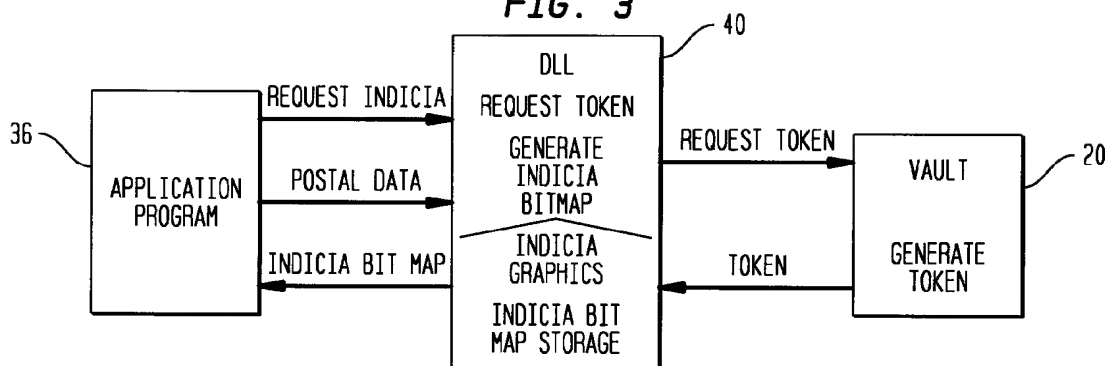 FIG. 3
40
DLL
REQUEST TOKEN
GENERATE
INDICIA
BITMAP
INDICIA
GRAPHICS
INDICIA BIT
MAP STORAGE
36
APPLICATION
PROGRAM
REQUEST INDICIA
POSTAL DATA
INDICIA BIT MAP
REQUEST TOKEN
TOKEN
20
VAULT
GENERATE
TOKEN